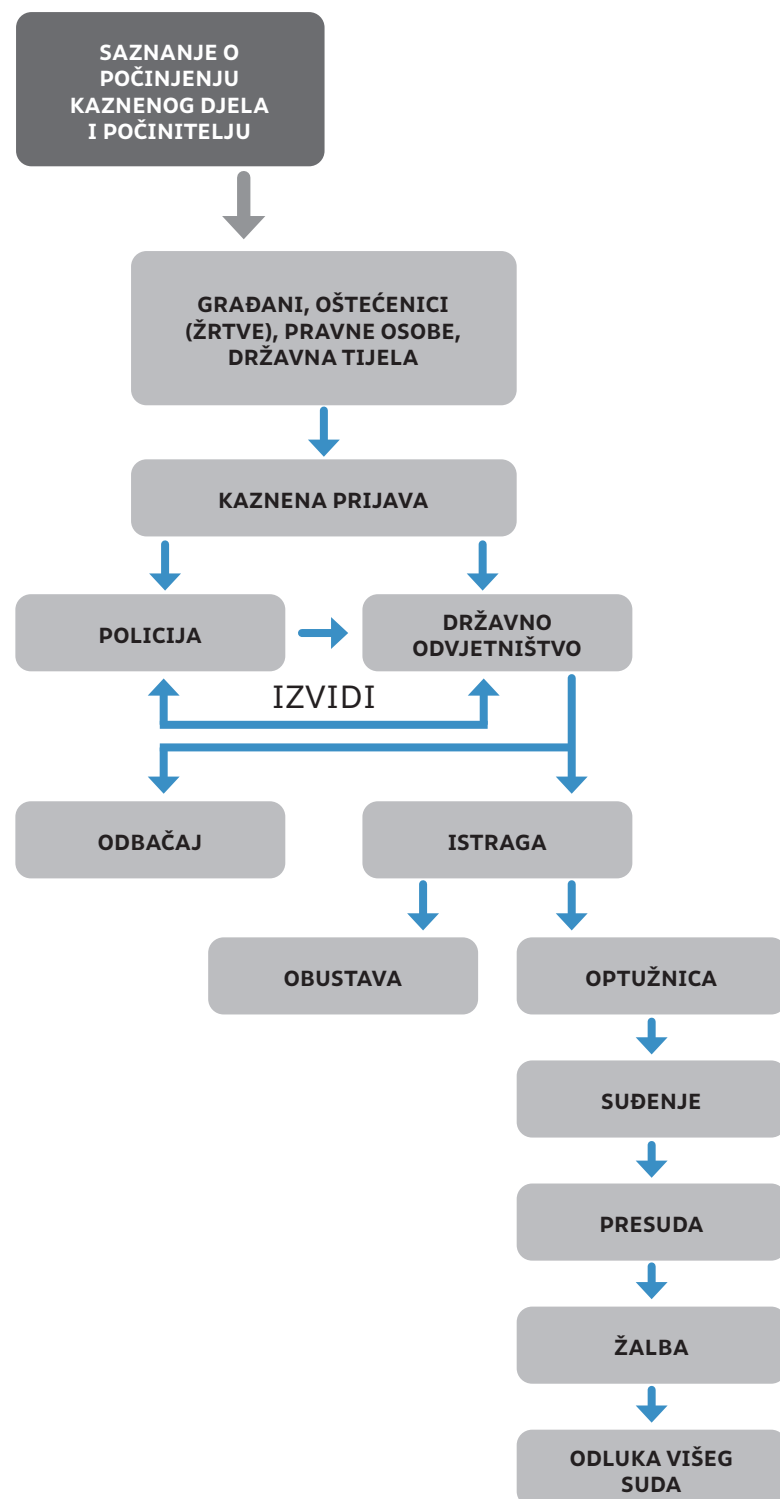 SAZNANJE O
POČINJENJU
KAZNENOG DJELA
I POČINITELJU
GRAĐANI, OŠTEĆENICI
(ŽRTVE), PRAVNE OSOBE,
DRŽAVNA TIJELA
KAZNENA PRIJAVA
POLICIJA
DRŽAVNO
ODVJETNIŠTVO
IZVIDI
ODBAČAJ
ISTRAGA
OBUSTAVA
OPTUŽNICA
SUĐENJE
PRESUDA
ŽALBA
ODLUKA VIŠEG
SUDA